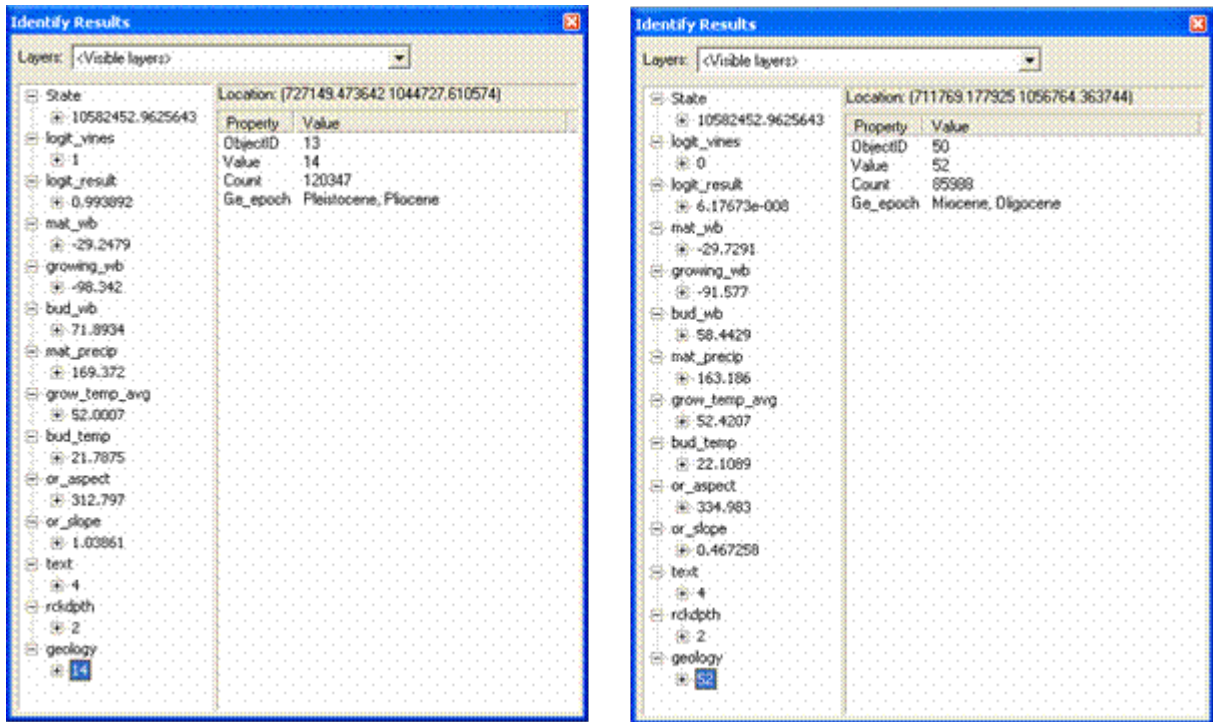 Identify Results
Layers: <Visible layers>
State
10582452.9625643
logit_vines
1
logit_result
0.993892
mat_wb
-29.2479
growing_wb
-98.342
bud_wb
71.8934
mat_precip
169.372
grow_temp_avg
52.0007
bud_temp
21.7875
or_aspect
312.797
or_slope
1.03861
text
4
rckdpth
2
geology
14
Location: (727149.473642 1044727.610574)
Property Value
ObjectID 13
Value 14
Count 120347
Ge_epoch Pleistocene, Pliocene
Identify Results
Layers: <Visible layers>
State
10582452.9625643
logit_vines
0
logit_result
6.17673e-008
mat_wb
-29.7291
growing_wb
-91.577
bud_wb
58.4429
mat_precip
163.186
grow_temp_avg
52.4207
bud_temp
22.1089
or_aspect
334.983
or_slope
0.467258
text
4
rckdpth
2
geology
52
Location: (711769.177925 1056764.363744)
Property Value
ObjectID 50
Value 52
Count 85988
Ge_epoch Miocene, Oligocene